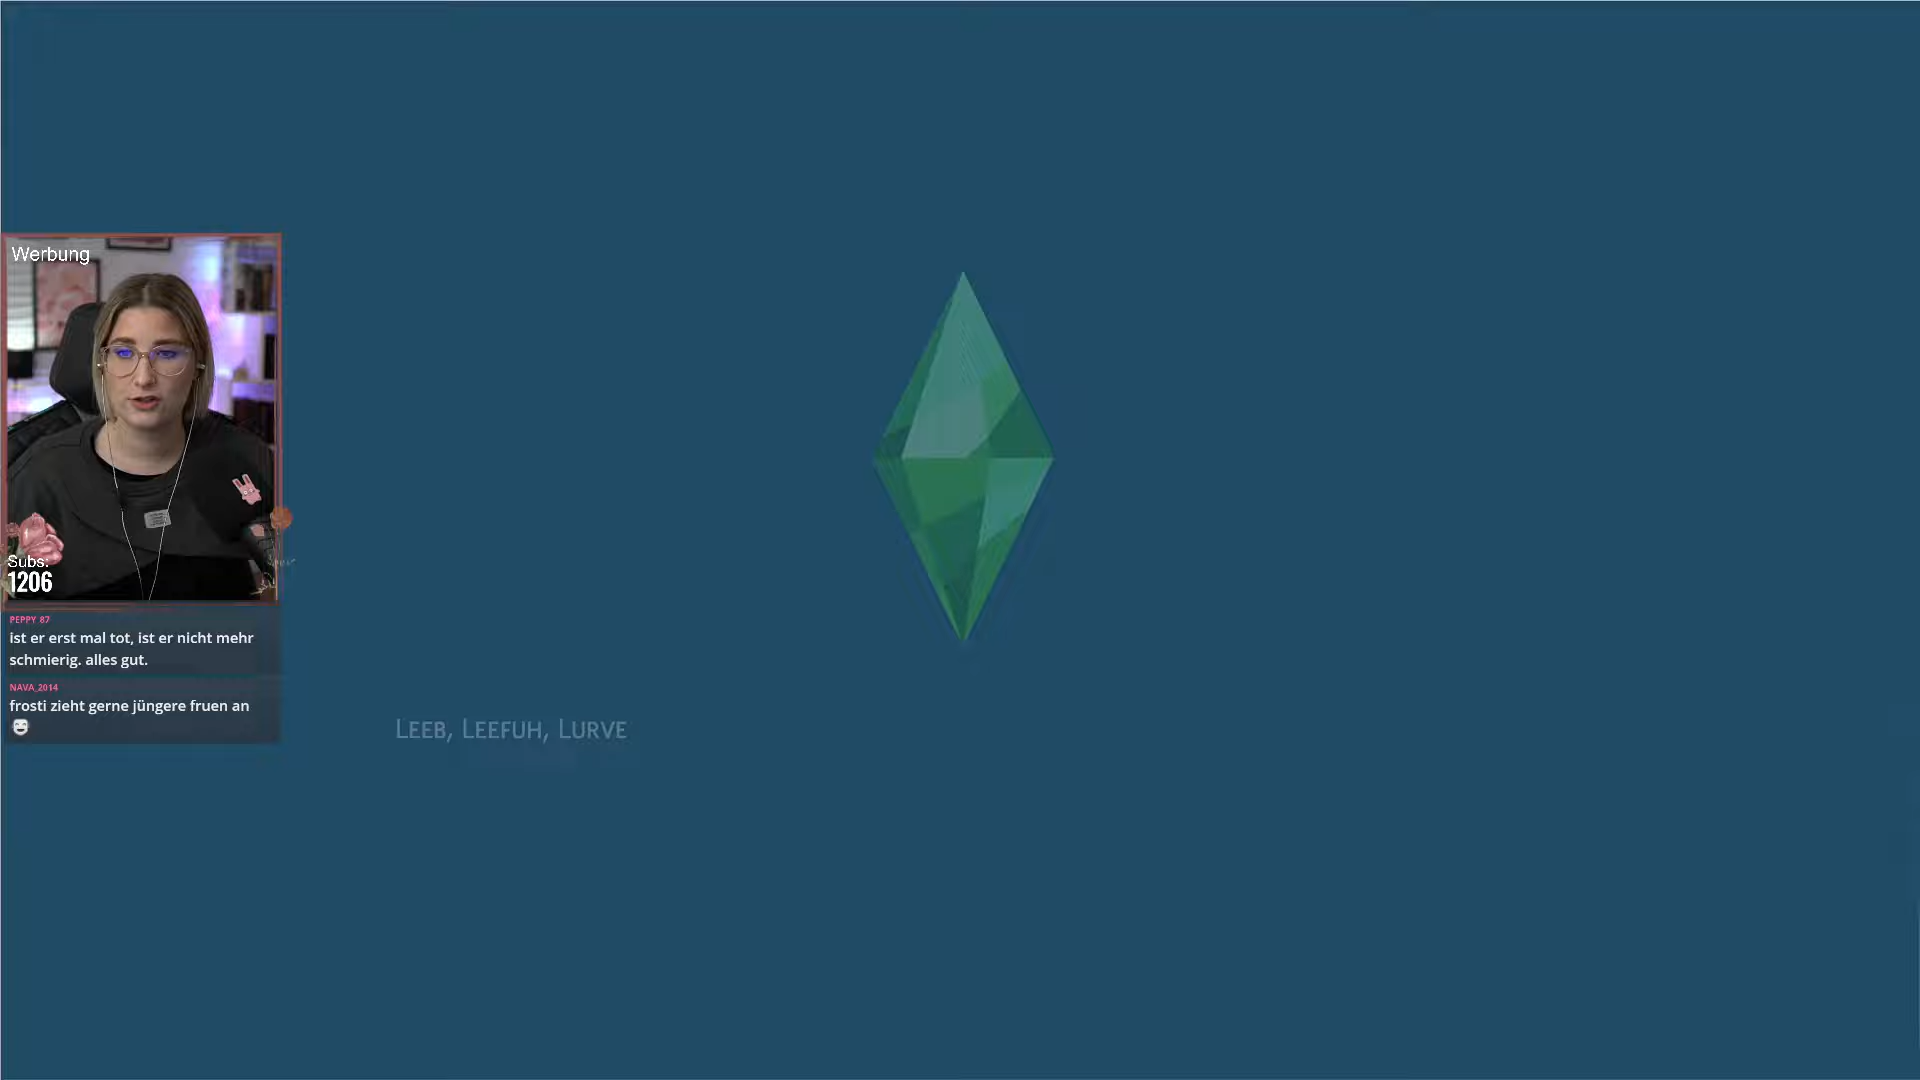 Werbung
Subs:
1206
PEPPY 87
ist er erst mal tot, ist er nicht mehr
schmierig. alles gut.
NAVA_2014
frosti zieht gerne jüngere fruen an
LEEB, LEEFUH, LURVE